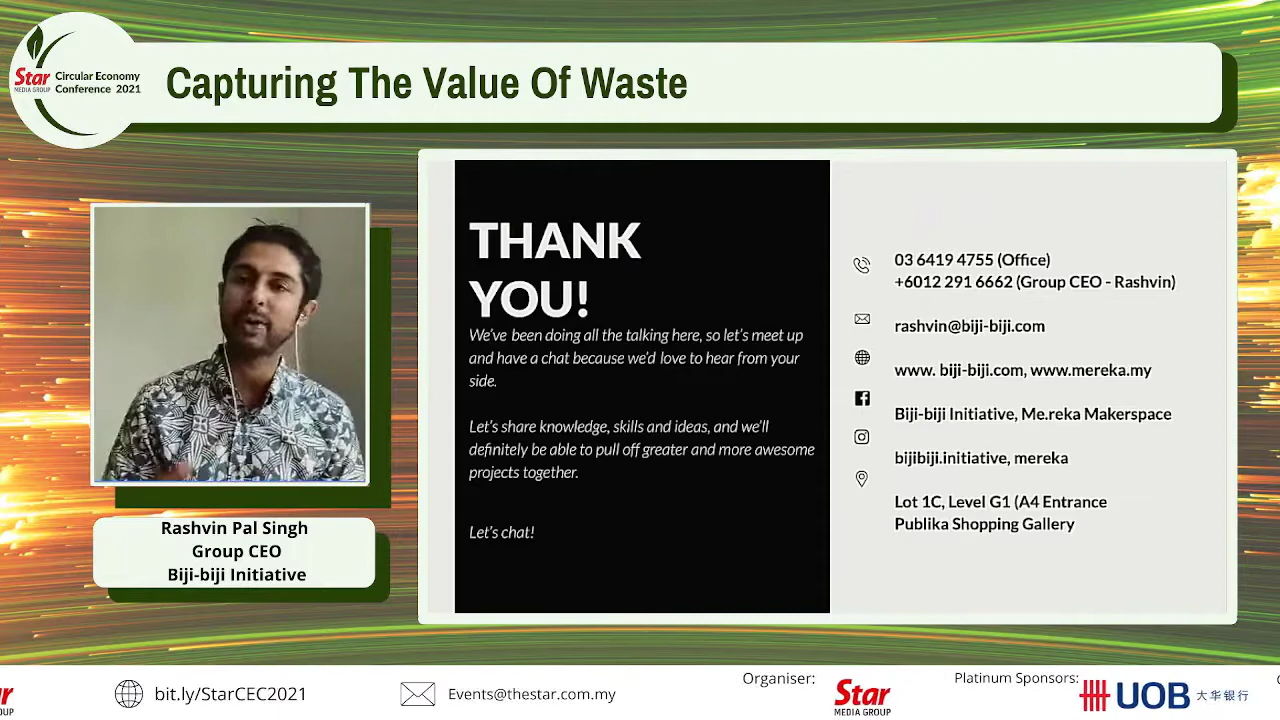 Star
MEDIA GROUP
Circular Economy
Conference 2021
Capturing The Value Of Waste
THANK
YOU!
We've been doing all the talking here, so let's meet up
and have a chat because we'd love to hear from your
side.
Let's share knowledge, skills and ideas, and we'll
definitely be able to pull off greater and more awesome
projects together.
Let's chat!
03 6419 4755 (Office)
+6012 291 6662 (Group CEO - Rashvin)
rashvin@biji-biji.com
www. biji-biji.com, www.mereka.my
Biji-biji Initiative, Me.reka Makerspace
bijibiji.initiative, mereka
Lot 1C, Level G1 (A4 Entrance
Publika Shopping Gallery
Rashvin Pal Singh
Group CEO
Biji-biji Initiative
bit.ly/StarCEC2021
Events@thestar.com.my
Organiser:
Star
MEDIA GROUP
Platinum Sponsors:
UOB 大华银行